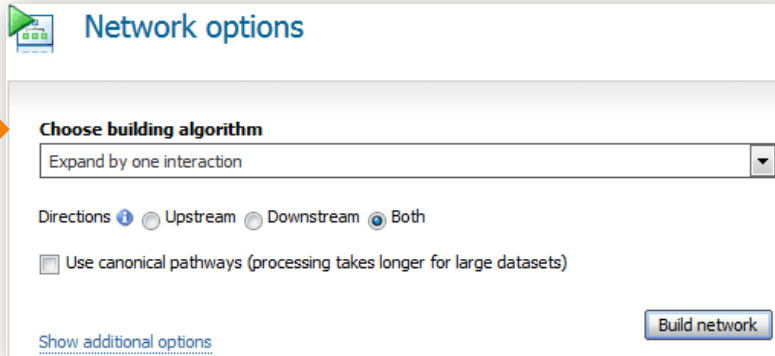 Network options
Choose building algorithm
Expand by one interaction
Directions Upstream Downstream Both
Use canonical pathways (processing takes longer for large datasets)
Build network
Show additional options